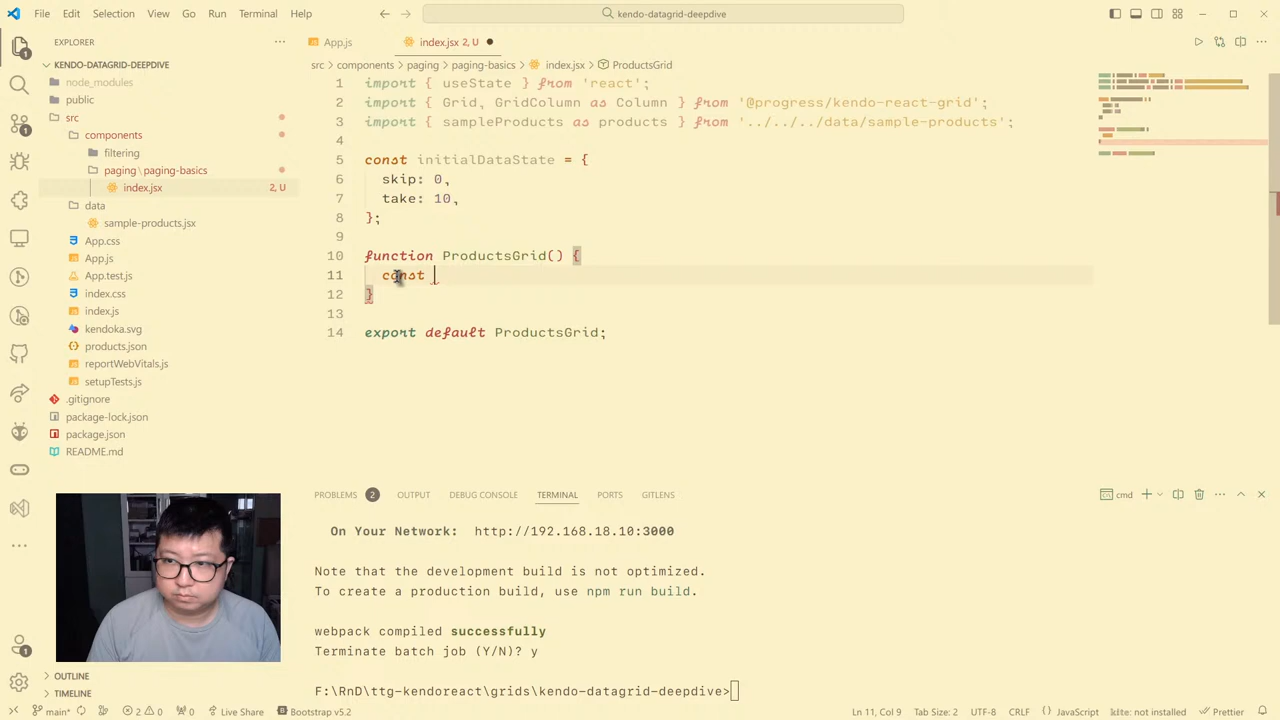 File Edit Selection View Go Run Terminal Help
kendo-datagrid-deepdive
EXPLORER
KENDO-DATAGRID-DEEPDIVE
node_modules
public
src
components
filtering
paging \ paging-basics
index.jsx 2, U
data
sample-products.jsx
App.css
App.js
App.test.js
index.css
index.js
kendoka.svg
products.json
reportWebVitals.js
setupTests.js
.gitignore
package-lock.json
package.json
README.md
OUTLINE
TIMELINE
App.js
index.jsx 2, U
src > components > paging > paging-basics > index.jsx > ProductsGrid
1 import { useState } from 'react';
2 import { Grid, GridColumn as Column } from '@progress/kendo-react-grid';
3 import { sampleProducts as products } from '../../../data/sample-products';
4
5 const initialDataState = {
6 skip: 0,
7 take: 10,
8 };
9
10 function ProductsGrid() {
11 const
12 }
13
14 export default ProductsGrid;
PROBLEMS 2 OUTPUT DEBUG CONSOLE TERMINAL PORTS GITLENS
cmd
On Your Network: http://192.168.18.10:3000
Note that the development build is not optimized.
To create a production build, use npm run build.
webpack compiled successfully
Terminate batch job (Y/N)? y
F:\RnD\ttg-kendoreact\grids\kendo-datagrid-deepdive>
main* 2 0 0 Live Share Bootstrap v5.2
Ln 11, Col 9 Tab Size: 2 UTF-8 CRLF JavaScript not installed Prettier